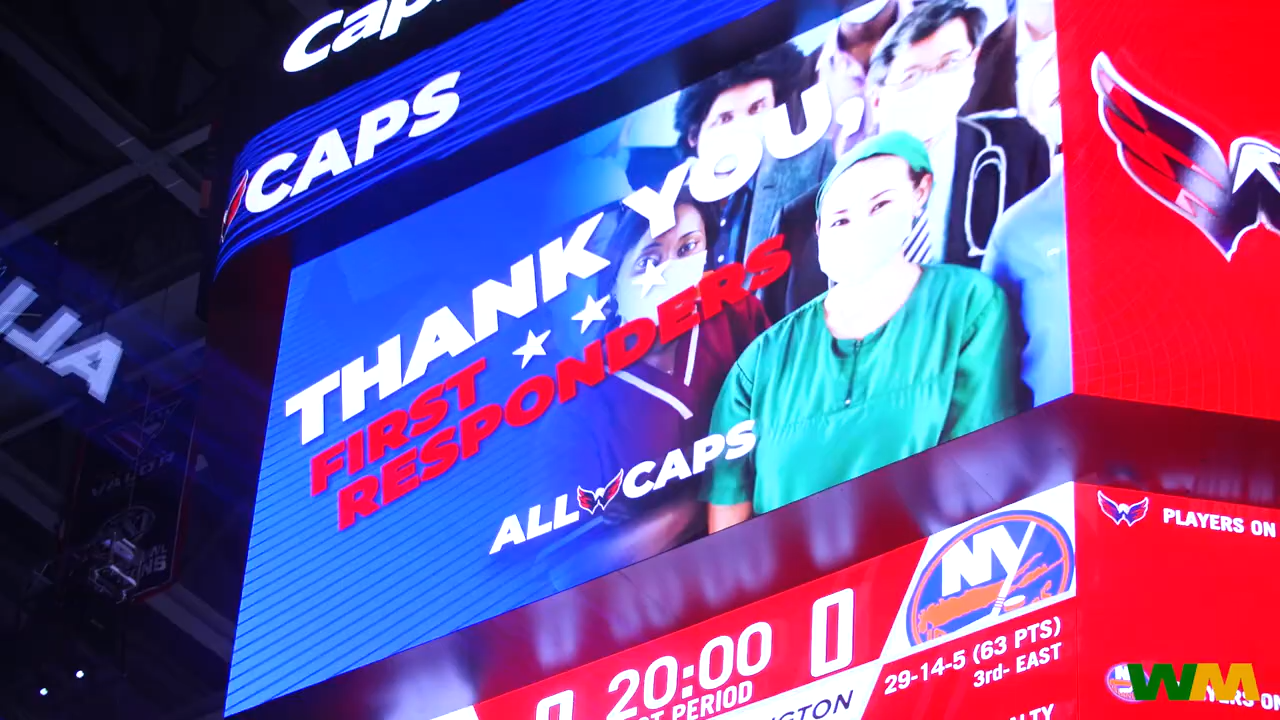 CAPS
THANK YOU,
FIRST
RESPONDERS
ALL CAPS
PLAYERS ON
NY
20:00
0
29-14-5 (63 PTS)
3rd- EAST
PERIOD
WM